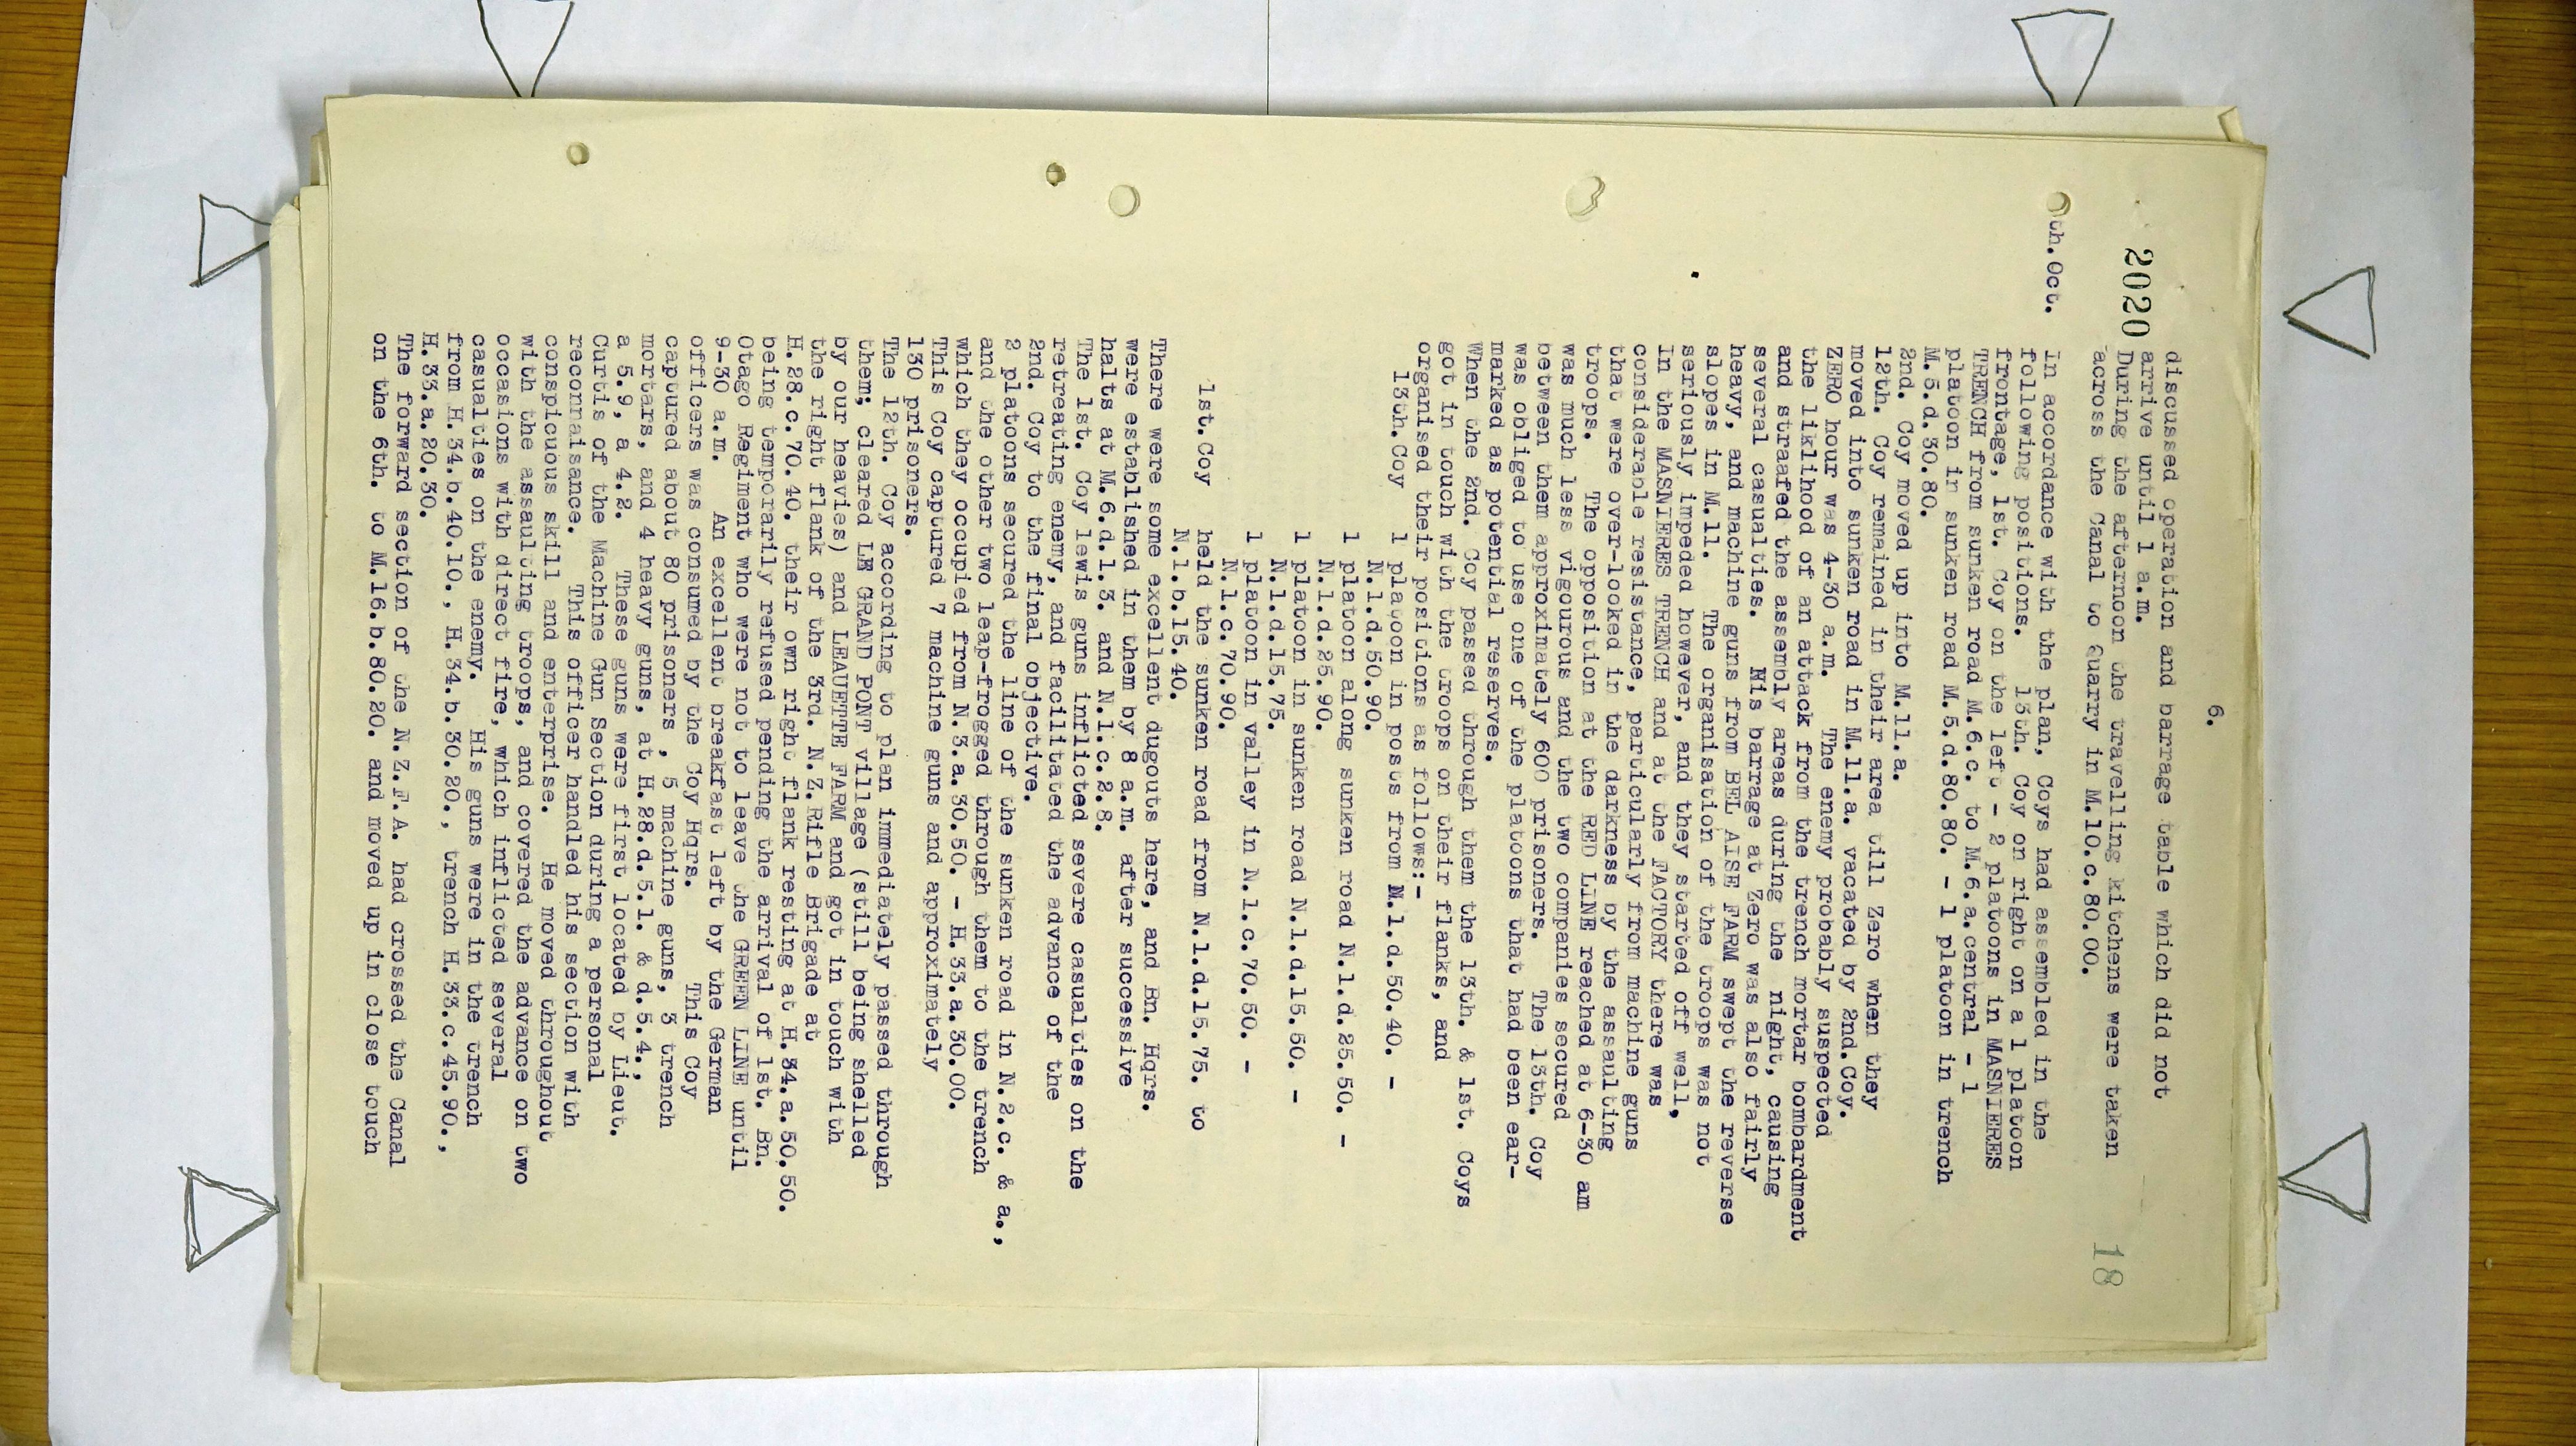 6.
discussed operation and barrage table which did not
arrive until 1 a.m.
2020
During the afternoon the travelling kitchens were taken
across the Canal to Quarry in M.10.c.80.00.
18
th.Oct.
In accordance with the plan, Coys had assembled in the
following positions. 13th. Coy on right on a 1 platoon
frontage, 1st. Coy on the left - 2 platoons in MASNIERES
TRENCH from sunken road M.6.c. to M.6.a.central - 1
platoon in sunken road M.5.d.80.80. - 1 platoon in trench
M.5.d.30.80.
2nd. Coy moved up into M.11.a.
12th. Coy remained in their area till Zero when they
moved into sunken road in M.11.a. vacated by 2nd.Coy.
ZERO hour was 4-30 a.m. The enemy probably suspected
the liklihood of an attack from the trench mortar bombardment
and straafed the assembly areas during the night, causing
several casualties. His barrage at Zero was also fairly
heavy, and machine guns from BEL AISE FARM swept the reverse
slopes in M.11. The organisation of the troops was not
seriously impeded however, and they started off well,
In the MASNIERES TRENCH and at the FACTORY there was
considerable resistance, particularly from machine guns
that were over-looked in the darkness by the assaulting
troops. The opposition at the RED LINE reached at 6-30 am
was much less vigourous and the two companies secured
between them approximately 600 prisoners. The 13th. Coy
was obliged to use one of the platoons that had been ear-
marked as potential reserves.
When the 2nd. Coy passed through them the 13th. & 1st. Coys
got in touch with the troops on their flanks, and
organised their positions as follows:-
13th.Coy 1 platoon in posts from N.1.d.50.40. -
N.1.d.50.90.
1 platoon along sunken road N.1.d.25.50. -
N.1.d.25.90.
1 platoon in sunken road N.1.d.15.50. -
N.1.d.15.75.
1 platoon in valley in N.1.c.70.50. -
N.1.c.70.90.
1st.Coy held the sunken road from N.1.d.15.75. to
N.1.b.15.40.
There were some excellent dugouts here, and Bn. Hqrs.
were established in them by 8 a.m. after successive
halts at M.6.d.1.3. and N.1.c.2.8.
The 1st. Coy lewis guns inflicted severe casualties on the
retreating enemy, and facilitated the advance of the
2nd. Coy to the final objective.
2 platoons secured the line of the sunken road in N.2.c. & a.,
and the other two leap-frogged through them to the trench
which they occupied from N.3.a.30.50. - H.33.a.30.00.
This Coy captured 7 machine guns and approximately
130 prisoners.
The 12th. Coy according to plan immediately passed through
them; cleared LE GRAND PONT village (still being shelled
by our heavies) and LEAUETTE FARM and got in touch with
the right flank of the 3rd. N.Z.Rifle Brigade at
H.28.c.70.40. their own right flank resting at H.34.a.50.50.
being temporarily refused pending the arrival of 1st. Bn.
Otago Regiment who were not to leave the GREEN LINE until
9-30 a.m. An excellent breakfast left by the German
officers was consumed by the Coy Hqrs. This Coy
captured about 80 prisoners , 5 machine guns, 3 trench
mortars, and 4 heavy guns, at H.28.d.5.1. & d.5.4.,
a 5.9, a 4.2. These guns were first located by Lieut.
Curtis of the Machine Gun Section during a personal
reconnaisance. This officer handled his section with
conspicuous skill and enterprise. He moved throughout
with the assaulting troops, and covered the advance on two
occasions with direct fire, which inflicted several
casualties on the enemy. His guns were in the trench
from H.34.b.40.10., H.34.b.30.20., trench H.33.c.45.90.,
H.33.a.20.30.
The forward section of the N.Z.F.A. had crossed the Canal
on the 6th. to M.16.b.80.20. and moved up in close touch